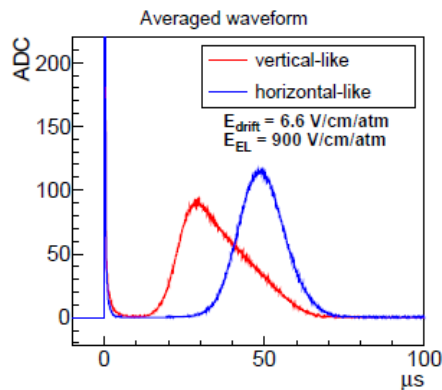 Averaged waveform
ADC
200
150
100
50
0
vertical-like
horizontal-like
E_drift = 6.6 V/cm/atm
E_EL = 900 V/cm/atm
0 50 100
μs